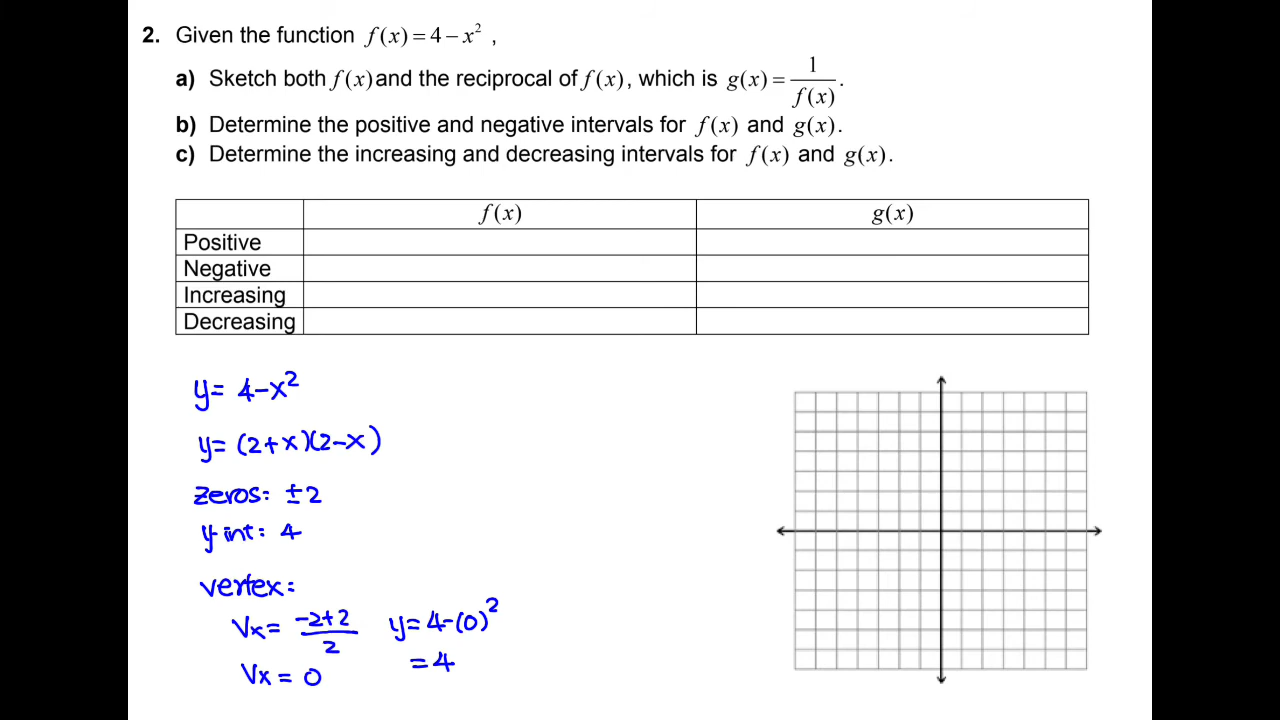 2. Given the function f(x) = 4 − x² ,
a) Sketch both f(x) and the reciprocal of f(x), which is g(x) = 1/f(x).
b) Determine the positive and negative intervals for f(x) and g(x).
c) Determine the increasing and decreasing intervals for f(x) and g(x).
f(x) g(x)
Positive
Negative
Increasing
Decreasing
y= 4-x²
y= (2+x)(2-x)
zeros: ±2
y int: 4
vertex:
Vx= (-2+2)/2 y= 4-(0)²
Vx= 0 =4